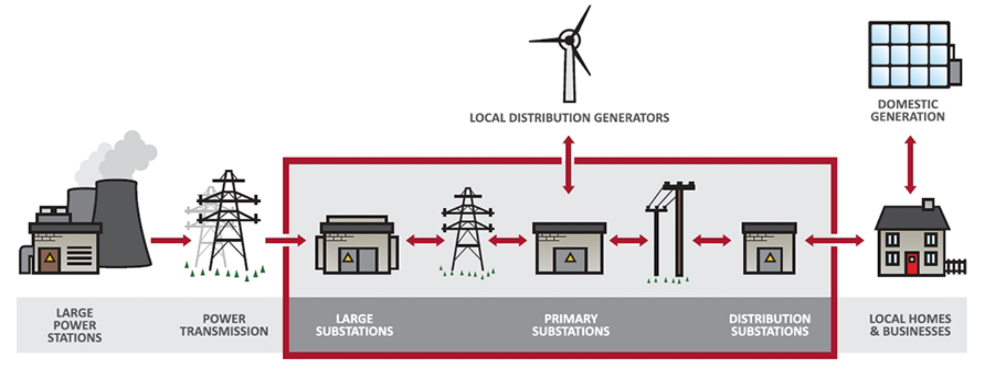 LOCAL DISTRIBUTION GENERATORS
DOMESTIC
GENERATION
LARGE
POWER
STATIONS
POWER
TRANSMISSION
LARGE
SUBSTATIONS
PRIMARY
SUBSTATIONS
DISTRIBUTION
SUBSTATIONS
LOCAL HOMES
& BUSINESSES